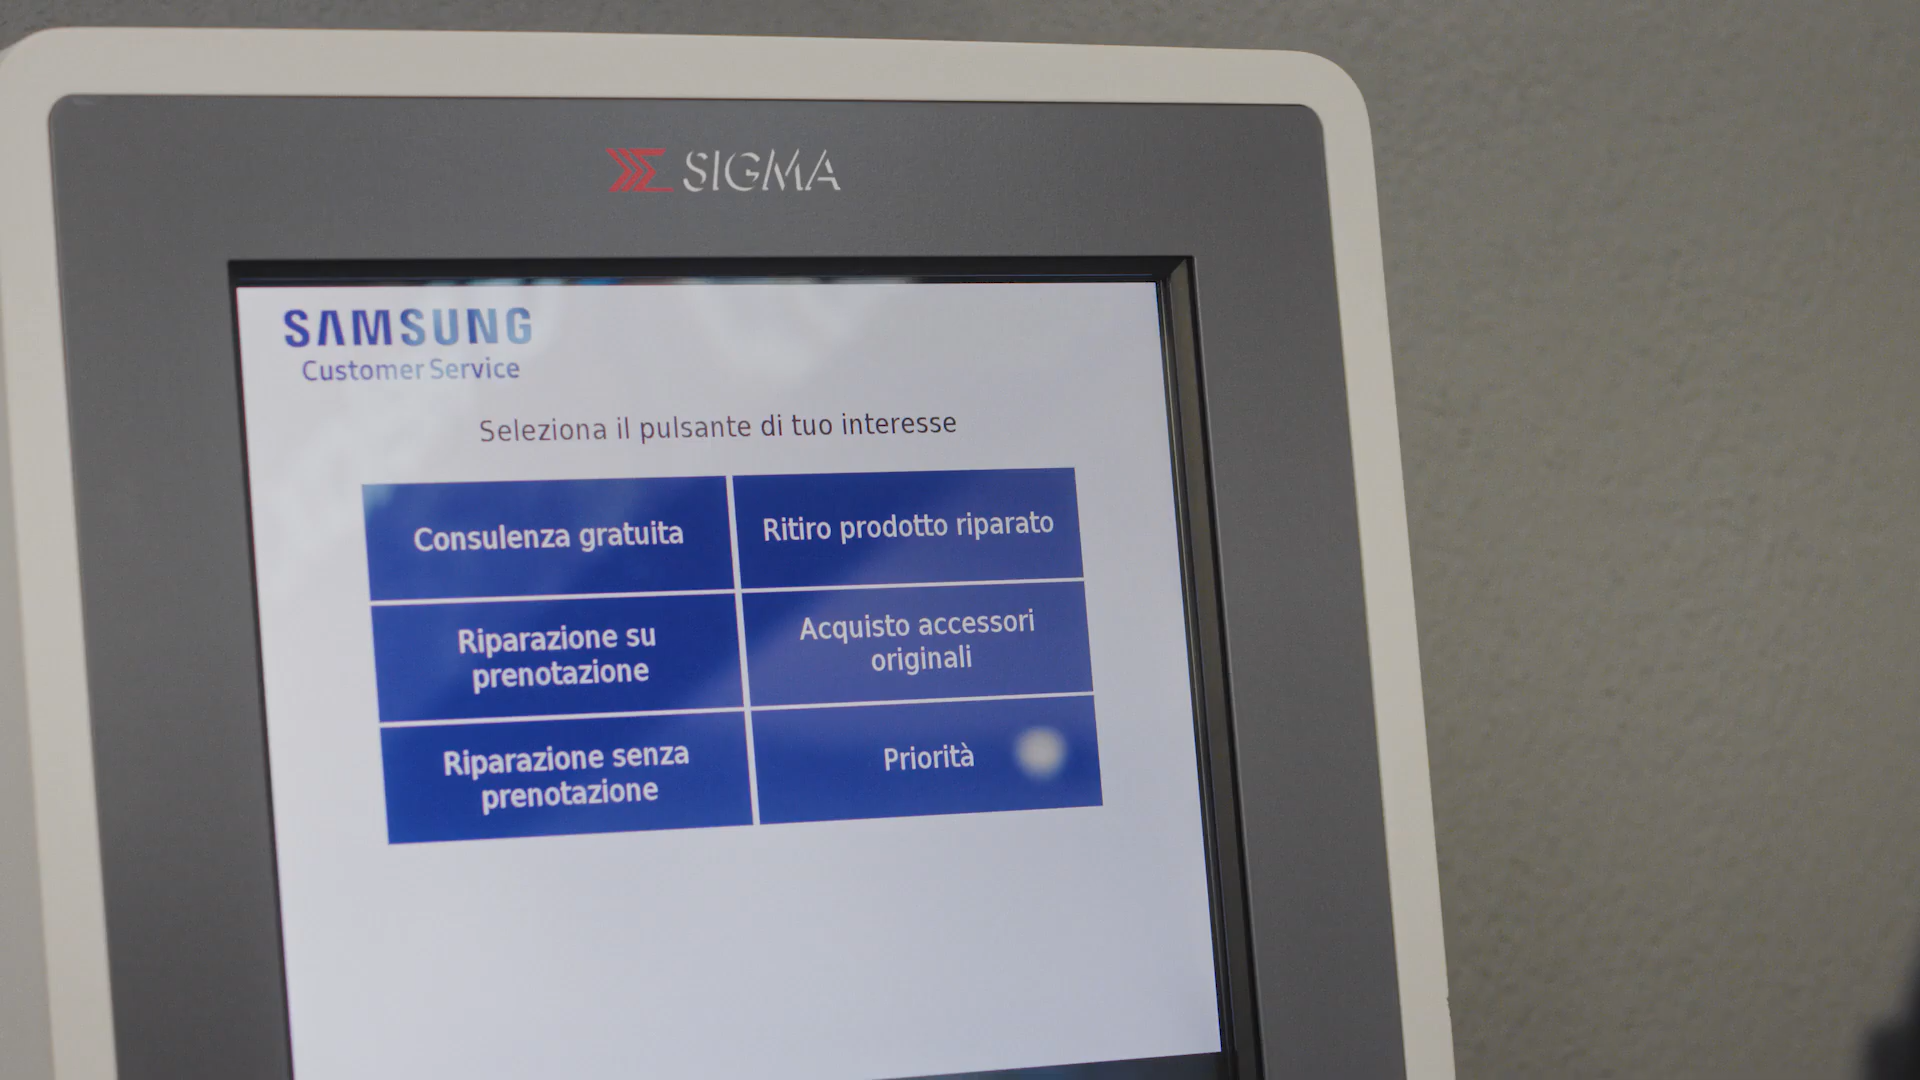 SIGMA
SAMSUNG
Customer Service
Seleziona il pulsante di tuo interesse
Consulenza gratuita
Ritiro prodotto riparato
Riparazione su
prenotazione
Acquisto accessori
originali
Riparazione senza
prenotazione
Priorità